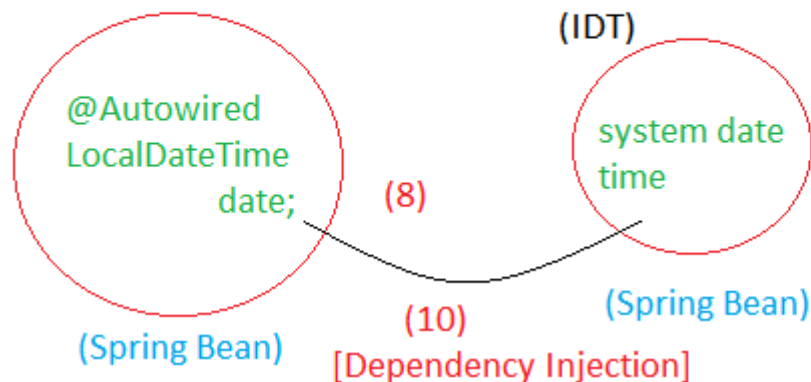 (IDT)
@Autowired
LocalDateTime
date;
system date
time
(8)
(10)
(Spring Bean)
(Spring Bean)
[Dependency Injection]